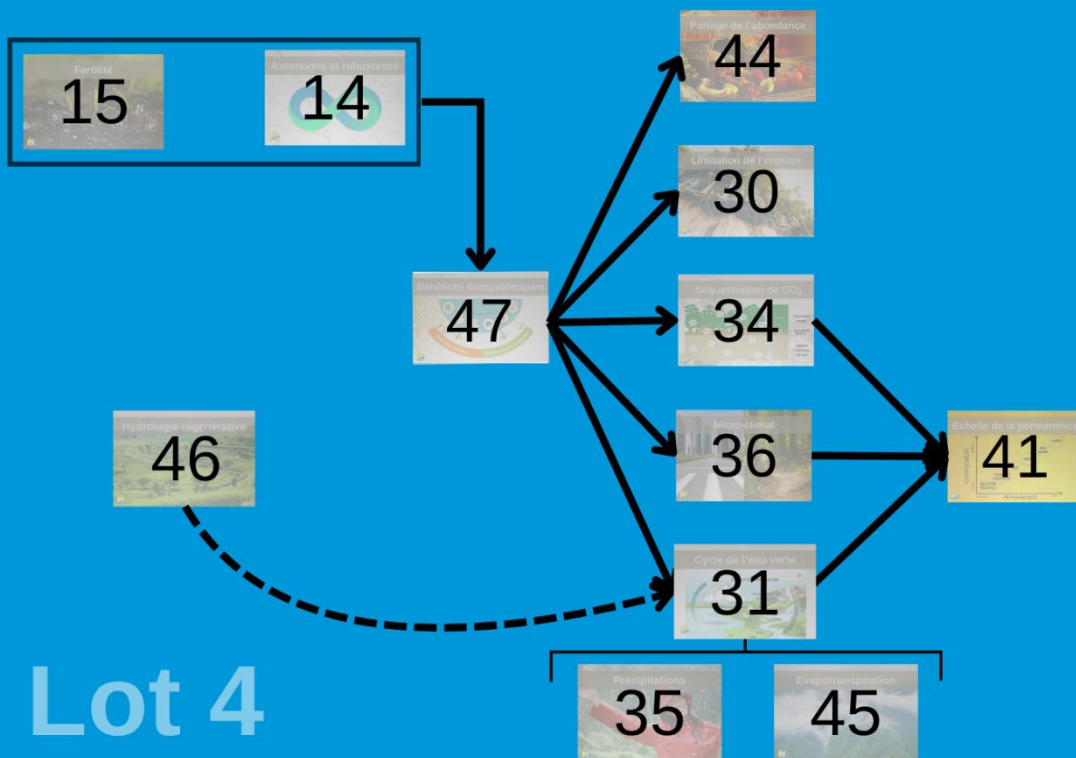 Partage de l'abondance
44
Fertilité
15
Autonomie et robustesse
14
Limitation de l'érosion
30
Bénéfices écosystémiques
47
Séquestration de CO₂
34
Hydrologie régénérative
46
Micro-climat
36
Echelle de la permanence
41
PERMANENCE
Cycle de l'eau verte
31
Lot 4
Précipitations
35
Evapotranspiration
45